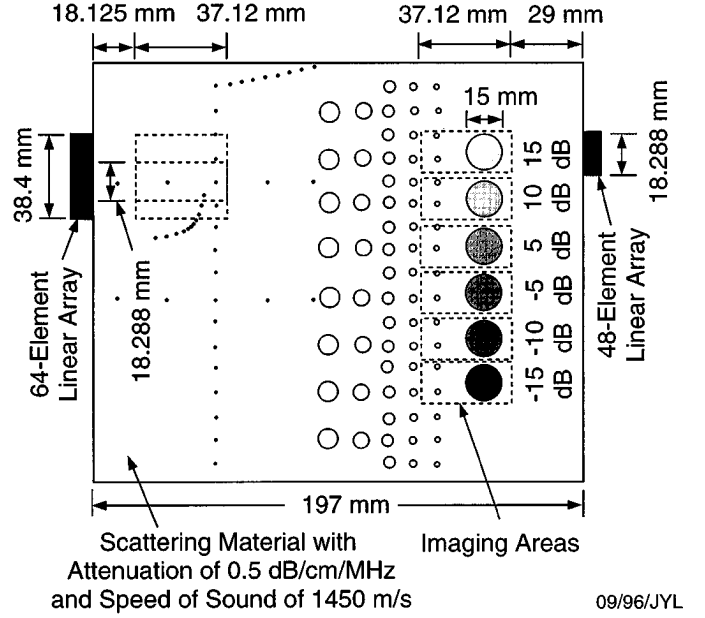 18.125 mm
37.12 mm
37.12 mm
29 mm
15 mm
38.4 mm
18.288 mm
64-Element
Linear Array
15
dB
10
dB
5
dB
-5
dB
-10
dB
-15
dB
18.288 mm
48-Element
Linear Array
197 mm
Scattering Material with
Attenuation of 0.5 dB/cm/MHz
and Speed of Sound of 1450 m/s
Imaging Areas
09/96/JYL